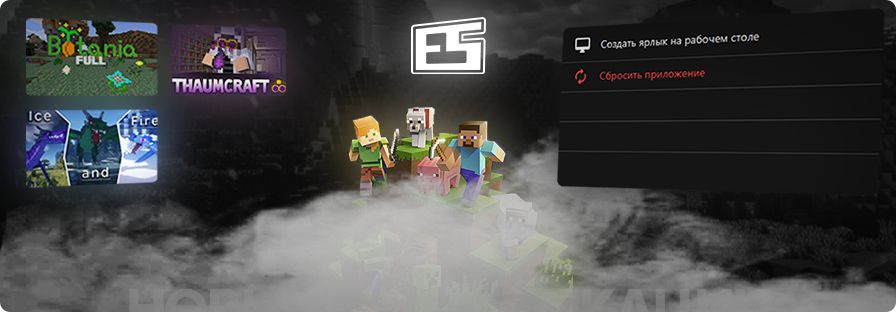 Botania
FULL
THAUMCRAFT
Ice
Fire
and
ES
Создать ярлык на рабочем столе
Сбросить приложение